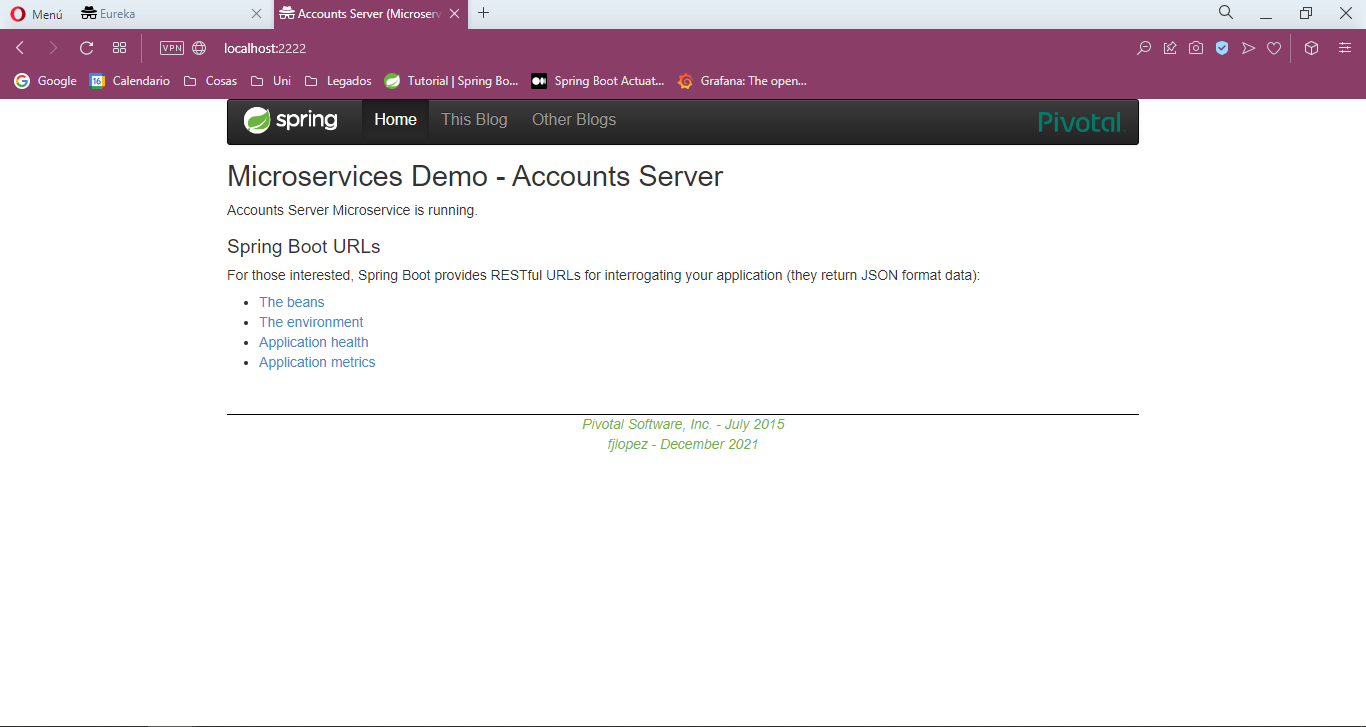 Menú Eureka Accounts Server (Microserv
VPN localhost:2222
Google 16 Calendario Cosas Uni Legados Tutorial | Spring Bo... Spring Boot Actuat... Grafana: The open...
spring Home This Blog Other Blogs Pivotal
Microservices Demo - Accounts Server
Accounts Server Microservice is running.
Spring Boot URLs
For those interested, Spring Boot provides RESTful URLs for interrogating your application (they return JSON format data):
• The beans
• The environment
• Application health
• Application metrics
Pivotal Software, Inc. - July 2015
fjlopez - December 2021